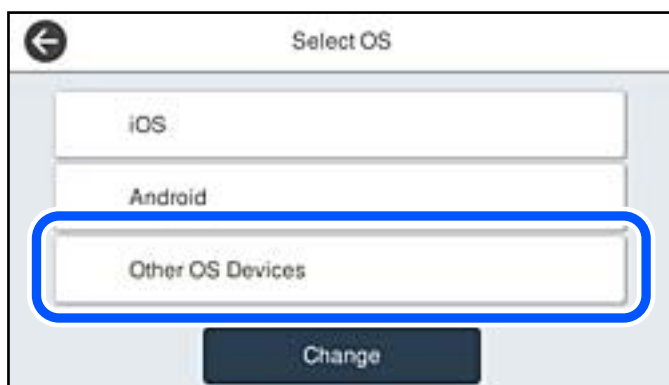 Select OS
iOS
Android
Other OS Devices
Change